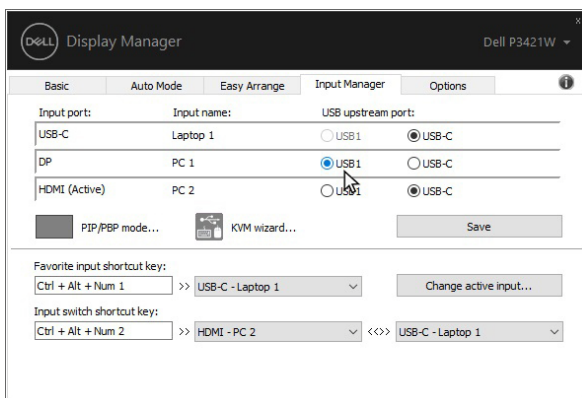 x
DELL Display Manager Dell P3421W
Basic Auto Mode Easy Arrange Input Manager Options i
Input port: Input name: USB upstream port:
USB-C Laptop 1 USB1 USB-C
DP PC 1 USB1 USB-C
HDMI (Active) PC 2 USB1 USB-C
PIP/PBP mode... KVM wizard... Save
Favorite input shortcut key:
Ctrl + Alt + Num 1 >> USB-C - Laptop 1 Change active input...
Input switch shortcut key:
Ctrl + Alt + Num 2 >> HDMI - PC 2 <<>> USB-C - Laptop 1